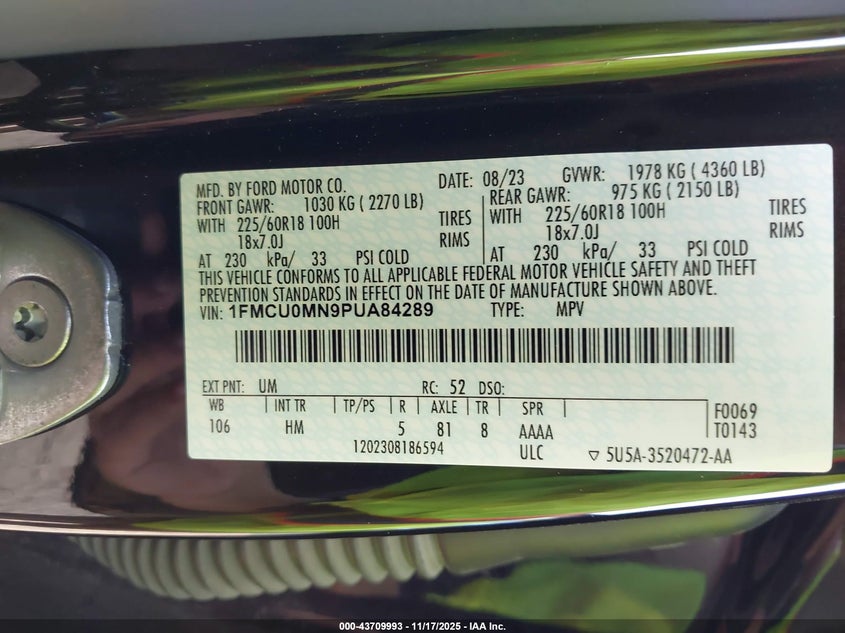 MFD. BY FORD MOTOR CO. DATE: 08/23 GVWR: 1978 KG ( 4360 LB)
FRONT GAWR: 1030 KG ( 2270 LB) REAR GAWR: 975 KG ( 2150 LB)
WITH 225/60R18 100H TIRES WITH 225/60R18 100H TIRES
18x7.0J RIMS 18x7.0J RIMS
AT 230 kPa/ 33 PSI COLD AT 230 kPa/ 33 PSI COLD
THIS VEHICLE CONFORMS TO ALL APPLICABLE FEDERAL MOTOR VEHICLE SAFETY AND THEFT
PREVENTION STANDARDS IN EFFECT ON THE DATE OF MANUFACTURE SHOWN ABOVE.
VIN: 1FMCU0MN9PUA84289 TYPE: MPV
EXT PNT: UM RC: 52 DSO:
WB INT TR TP/PS R AXLE TR SPR F0069
106 HM 5 81 8 AAAA T0143
1202308186594 ULC ▽ 5U5A-3520472-AA
000-43709993 - 11/17/2025 - IAA Inc.